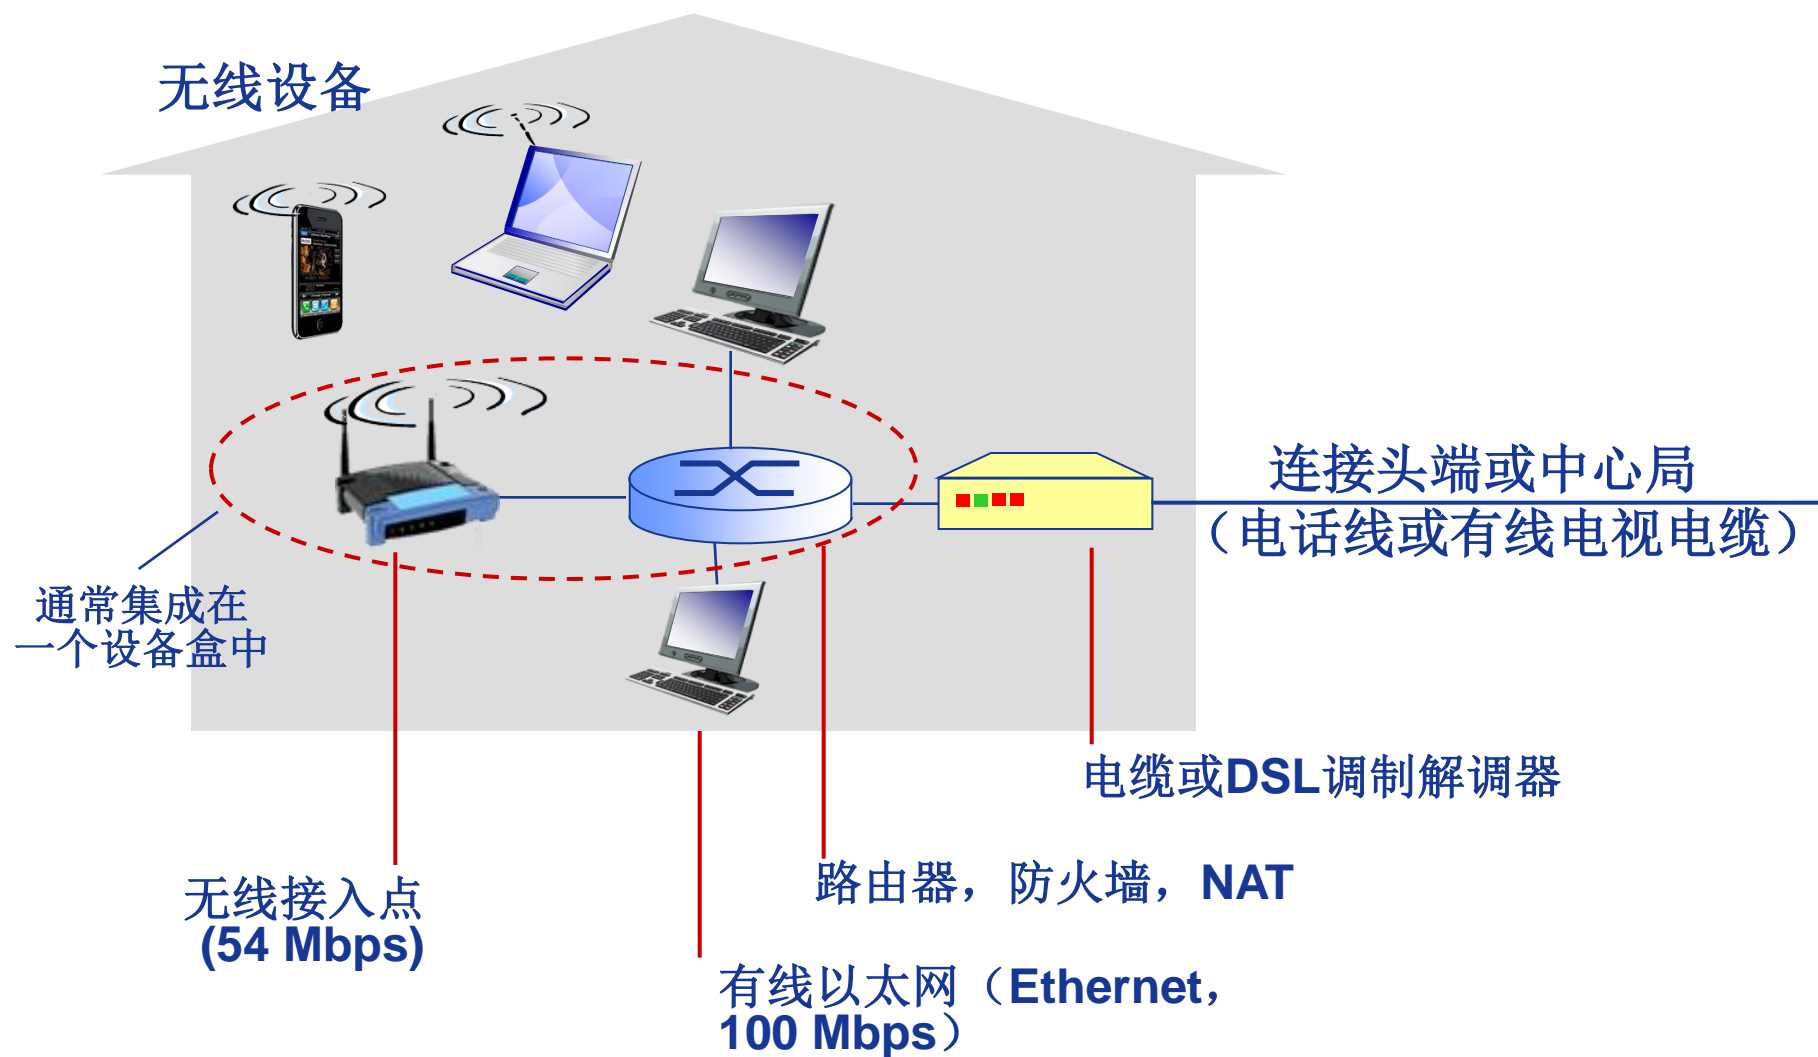 无线设备
连接头端或中心局
（电话线或有线电视电缆）
通常集成在
一个设备盒中
电缆或DSL调制解调器
路由器，防火墙，NAT
无线接入点
(54 Mbps)
有线以太网（Ethernet，
100 Mbps）